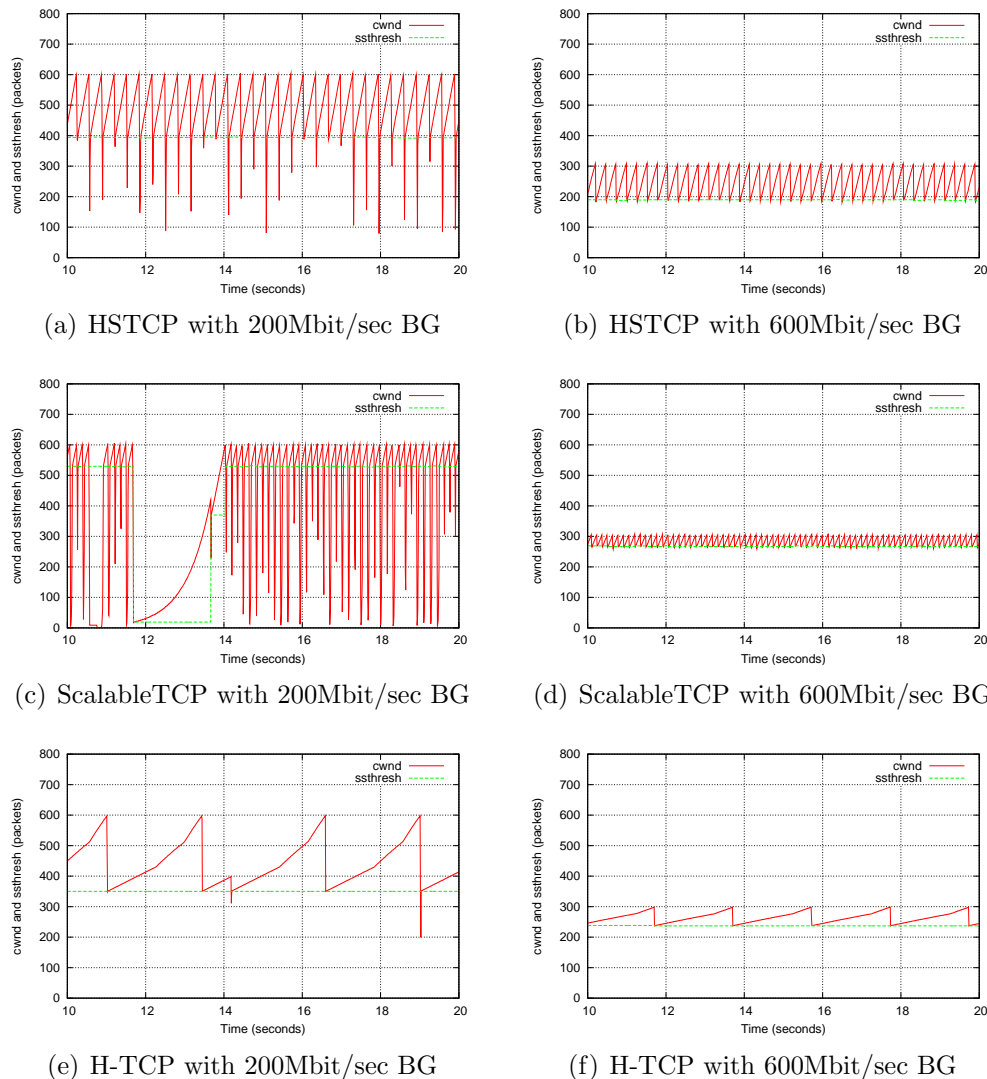 800
700
600
500
400
300
200
100
0
10 12 14 16 18 20
cwnd and ssthresh (packets)
Time (seconds)
cwnd
ssthresh
(a) HSTCP with 200Mbit/sec BG
800
700
600
500
400
300
200
100
0
10 12 14 16 18 20
cwnd and ssthresh (packets)
Time (seconds)
cwnd
ssthresh
(b) HSTCP with 600Mbit/sec BG
800
700
600
500
400
300
200
100
0
10 12 14 16 18 20
cwnd and ssthresh (packets)
Time (seconds)
cwnd
ssthresh
(c) ScalableTCP with 200Mbit/sec BG
800
700
600
500
400
300
200
100
0
10 12 14 16 18 20
cwnd and ssthresh (packets)
Time (seconds)
cwnd
ssthresh
(d) ScalableTCP with 600Mbit/sec BG
800
700
600
500
400
300
200
100
0
10 12 14 16 18 20
cwnd and ssthresh (packets)
Time (seconds)
cwnd
ssthresh
(e) H-TCP with 200Mbit/sec BG
800
700
600
500
400
300
200
100
0
10 12 14 16 18 20
cwnd and ssthresh (packets)
Time (seconds)
cwnd
ssthresh
(f) H-TCP with 600Mbit/sec BG